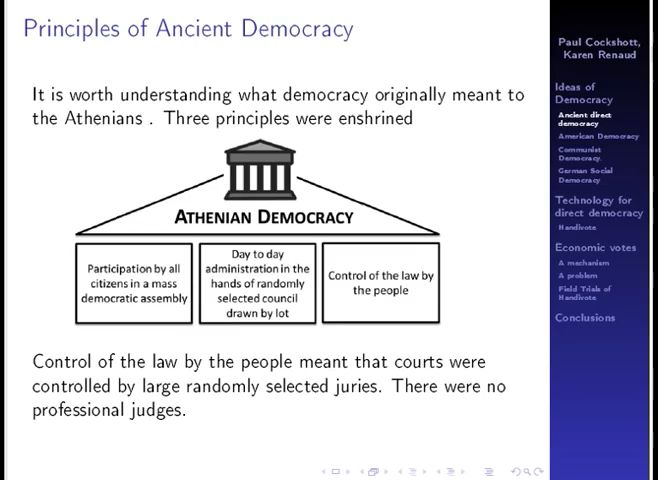 Principles of Ancient Democracy
It is worth understanding what democracy originally meant to
the Athenians . Three principles were enshrined
ATHENIAN DEMOCRACY
Participation by all
citizens in a mass
democratic assembly
Day to day
administration in the
hands of randomly
selected council
drawn by lot
Control of the law by
the people
Control of the law by the people meant that courts were
controlled by large randomly selected juries. There were no
professional judges.
Paul Cockshott,
Karen Renaud
Ideas of
Democracy
Ancient direct
democracy
American Democracy
Communist
Democracy.
German Social
Democracy
Technology for
direct democracy
Handivote
Economic votes
A mechanism
A problem
Field Trials of
Handivote
Conclusions